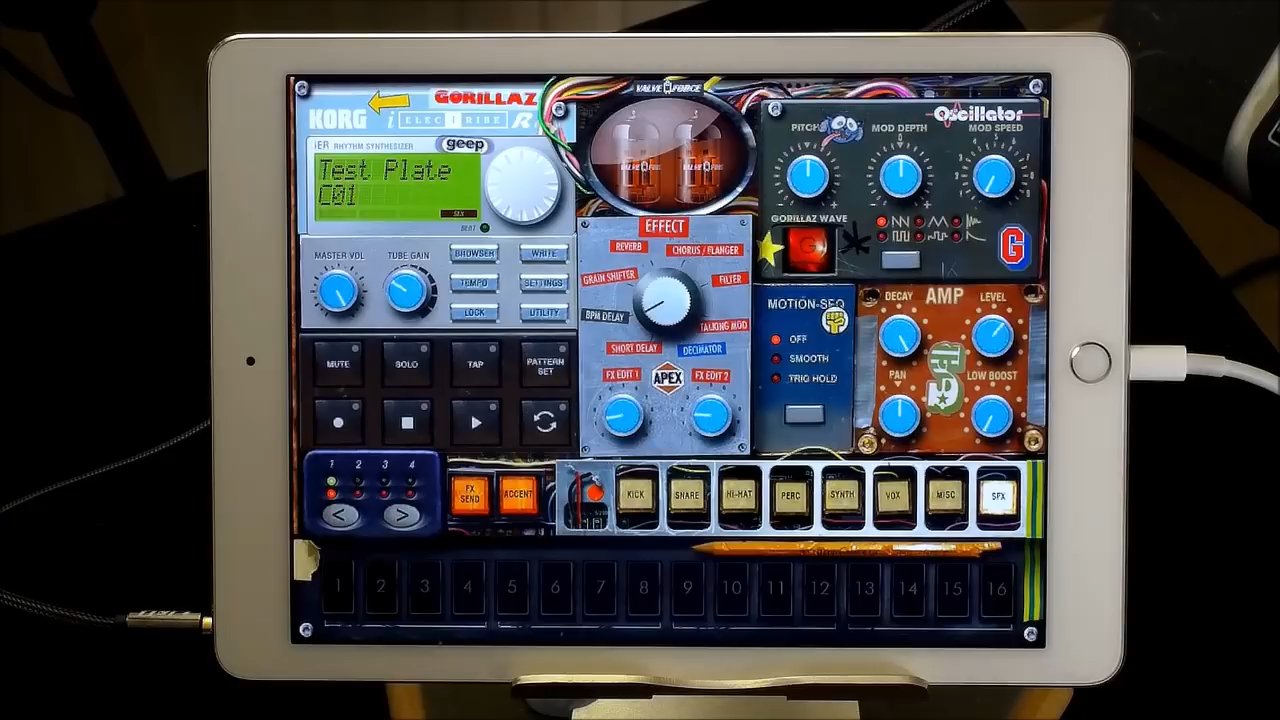 KORG
GORILLAZ
ELEC RIBE R
iER RHYTHM SYNTHESIZER
geep
Test Plate
C01
BEAT
MASTER VOL
TUBE GAIN
BROWSER
WRITE
TEMPO
SETTINGS
LOCK
UTILITY
MUTE
SOLO
TAP
PATTERN SET
VALVE FORCE
EFFECT
REVERB
CHORUS / FLANGER
GRAIN SHIFTER
FILTER
BPM DELAY
TALKING MOD
SHORT DELAY
DECIMATOR
FX EDIT 1
APEX
FX EDIT 2
Oscillator
PITCH
MOD DEPTH
MOD SPEED
GORILLAZ WAVE
G
G
MOTION-SEQ
OFF
SMOOTH
TRIG HOLD
AMP
DECAY
LEVEL
PAN
LOW BOOST
1 2 3 4
< >
FX SEND
ACCENT
KICK
SNARE
HI-HAT
PERC
SYNTH
VOX
MISC
SFX
1 2 3 4 5 6 7 8 9 10 11 12 13 14 15 16